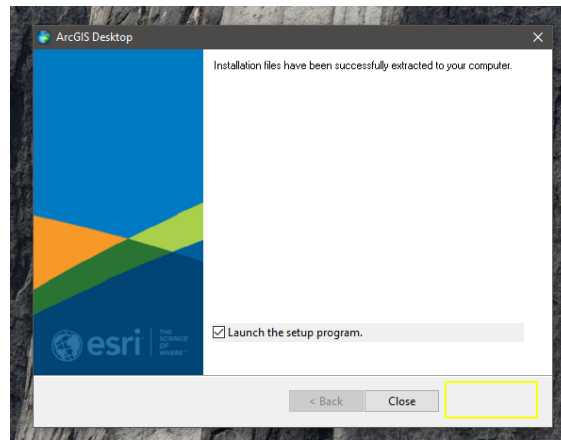 ArcGIS Desktop
Installation files have been successfully extracted to your computer.
Launch the setup program.
esri
THE
SCIENCE
OF
WHERE™
< Back
Close